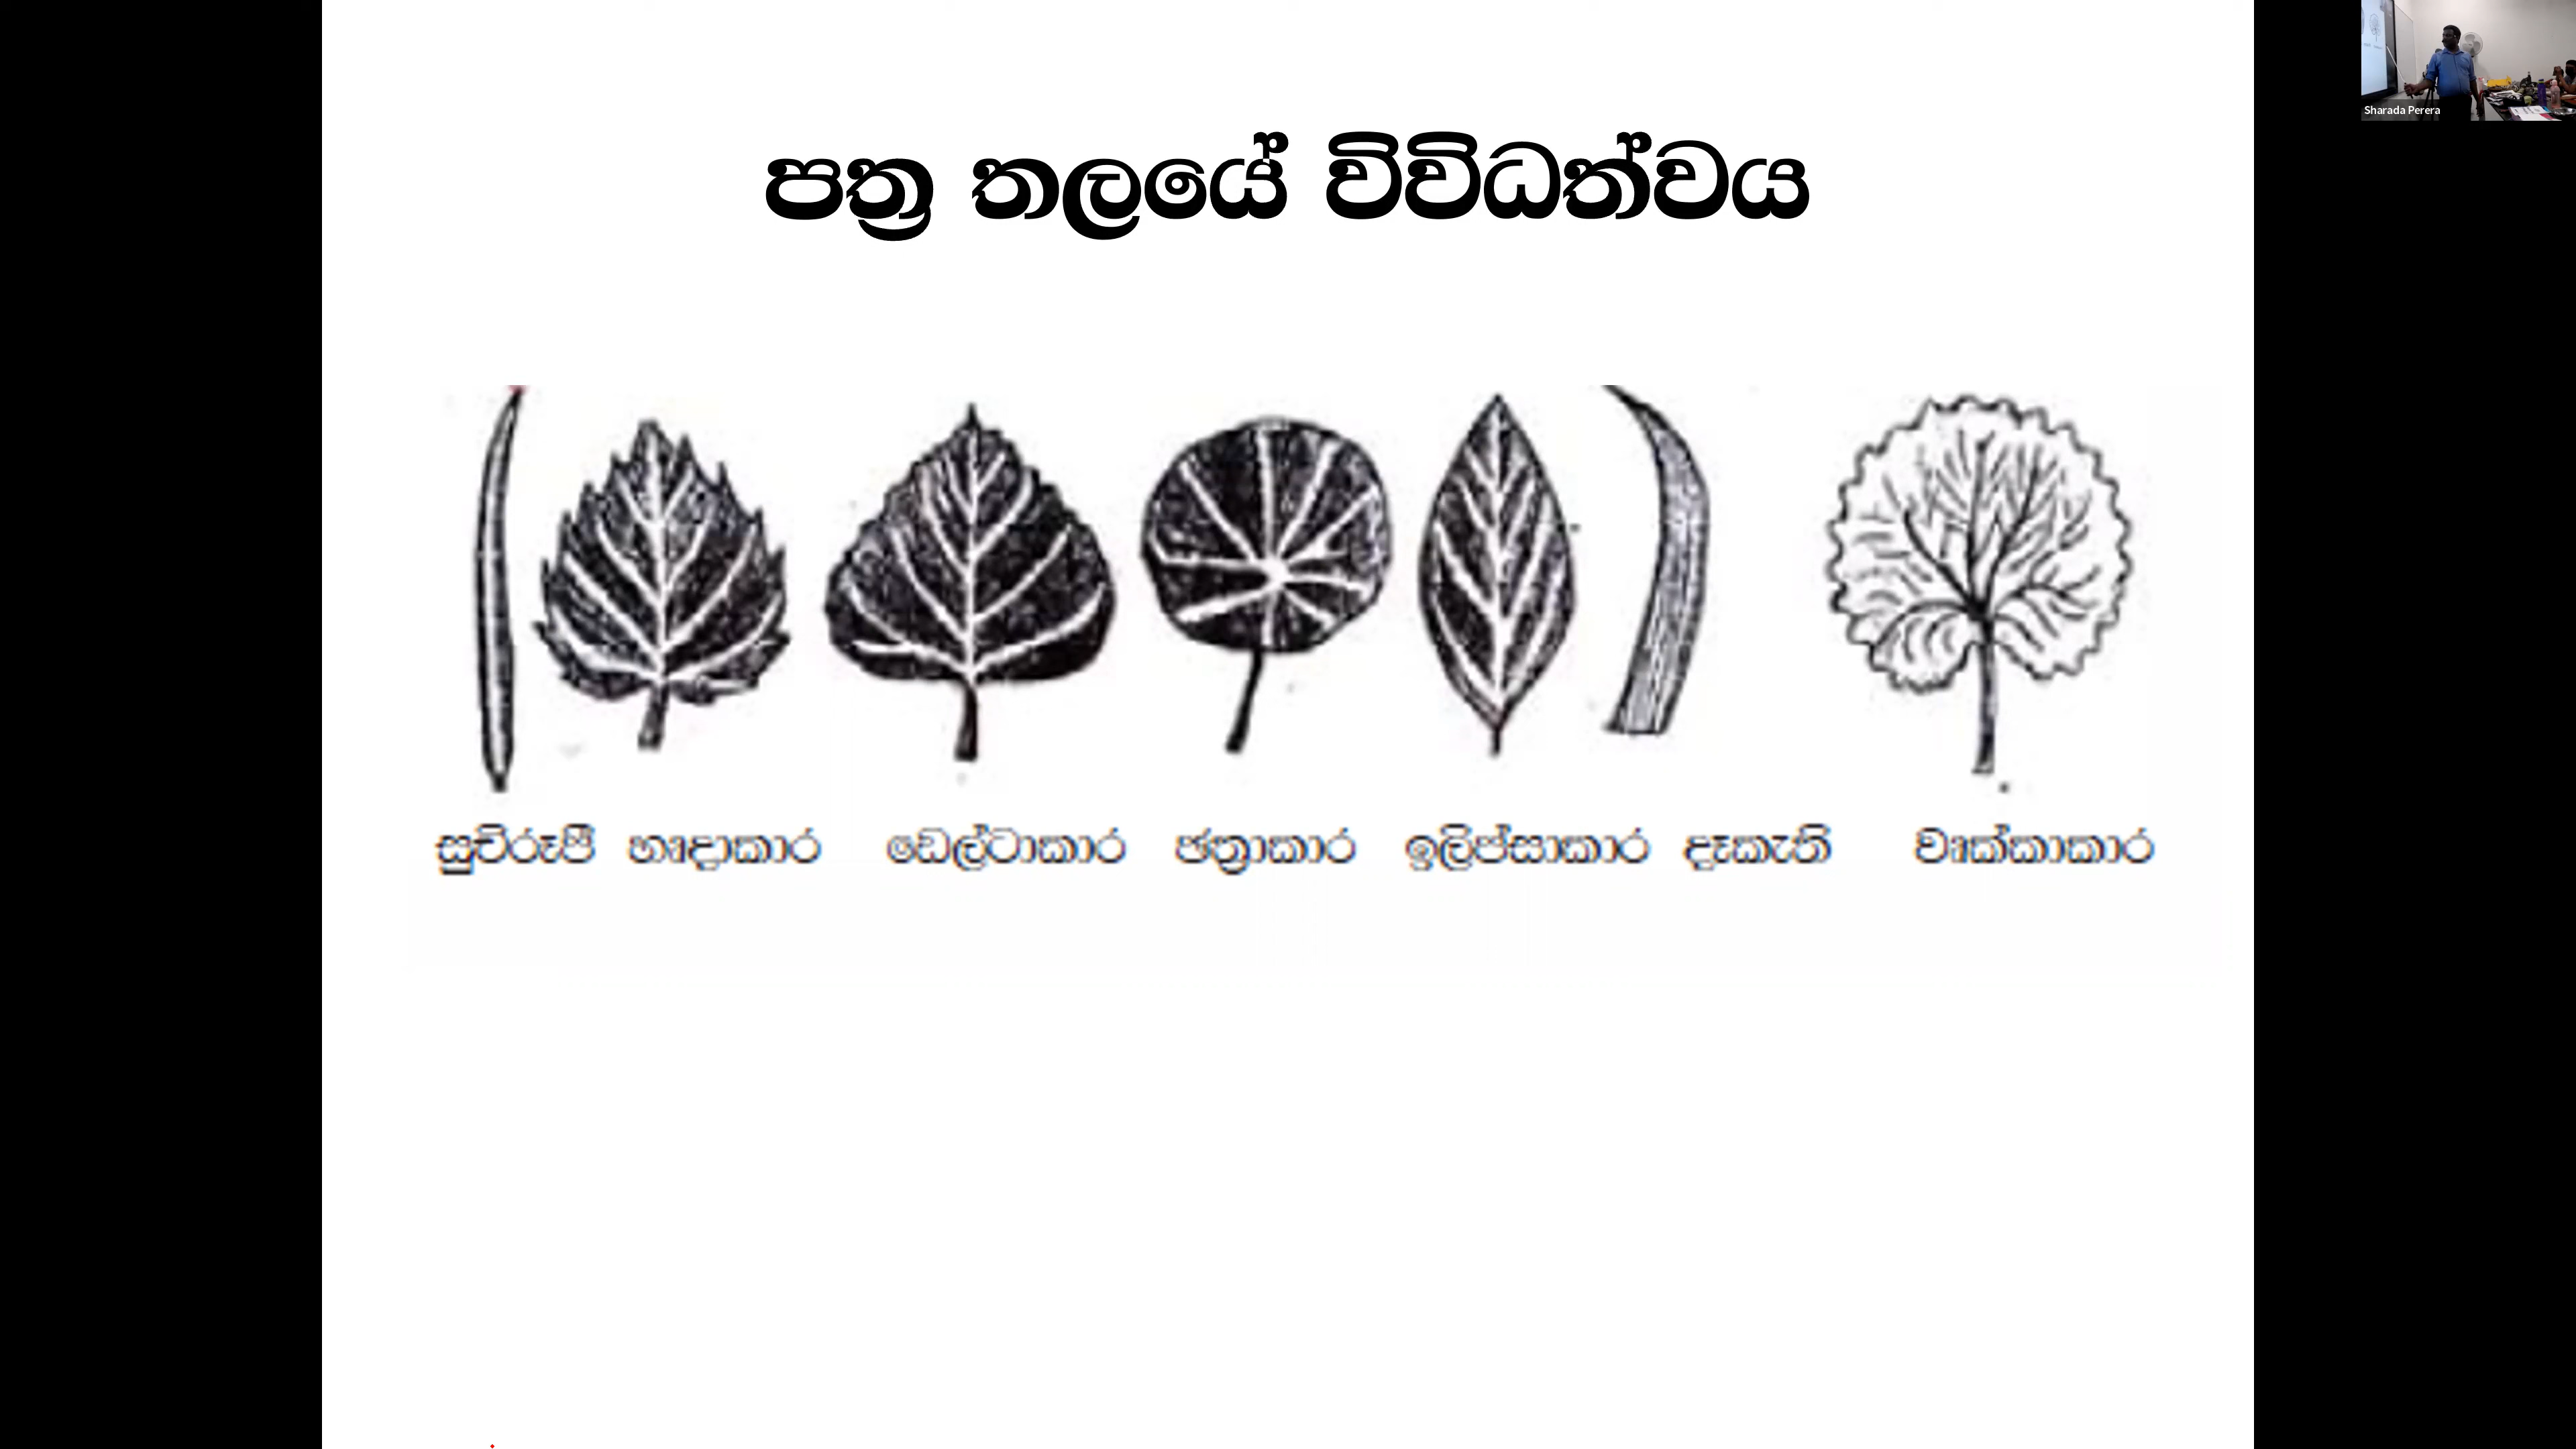 Sharada Perera
පත්‍ර තලයේ විවිධත්වය
සූචිරූපී හෘදාකාර ඩෙල්ටාකාර ඡත්‍රාකාර ඉලිප්සාකාර දෑකැති වෘක්කාකාර